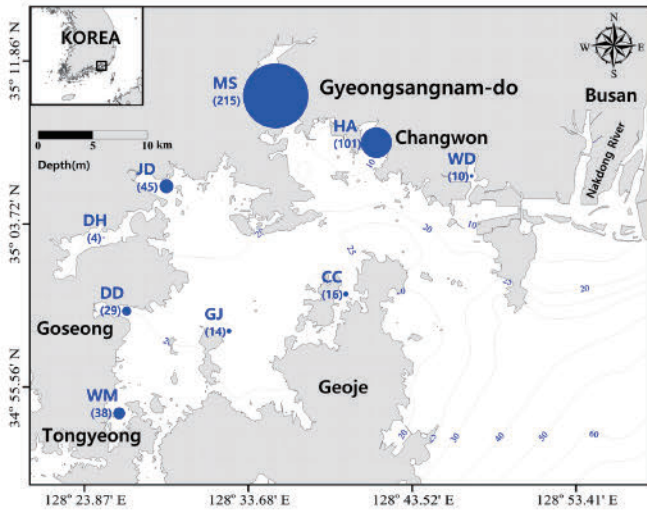 KOREA
N
W
E
S
35° 11.86' N
MS
(215)
Gyeongsangnam-do
Busan
HA
(101)
10
Changwon
WD
(10)
0
5
10 km
Depth(m)
JD
(45)
Nakdong River
35° 03.72' N
DH
(4)
20
10
CC
(16)
20
DD
(29)
GJ
(14)
Goseong
34° 55.56' N
WM
(38)
Geoje
Tongyeong
20
30
40
50
60
128° 23.87' E
128° 33.68' E
128° 43.52' E
128° 53.41' E